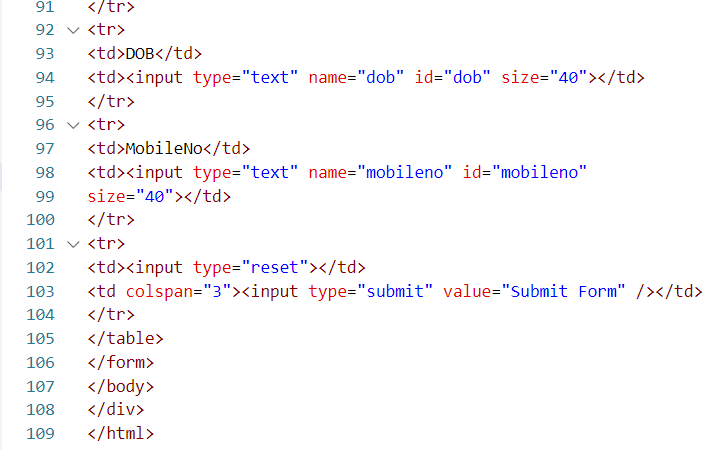 91 </tr>
92 <tr>
93 <td>DOB</td>
94 <td><input type="text" name="dob" id="dob" size="40"></td>
95 </tr>
96 <tr>
97 <td>MobileNo</td>
98 <td><input type="text" name="mobileno" id="mobileno"
99 size="40"></td>
100 </tr>
101 <tr>
102 <td><input type="reset"></td>
103 <td colspan="3"><input type="submit" value="Submit Form" /></td>
104 </tr>
105 </table>
106 </form>
107 </body>
108 </div>
109 </html>